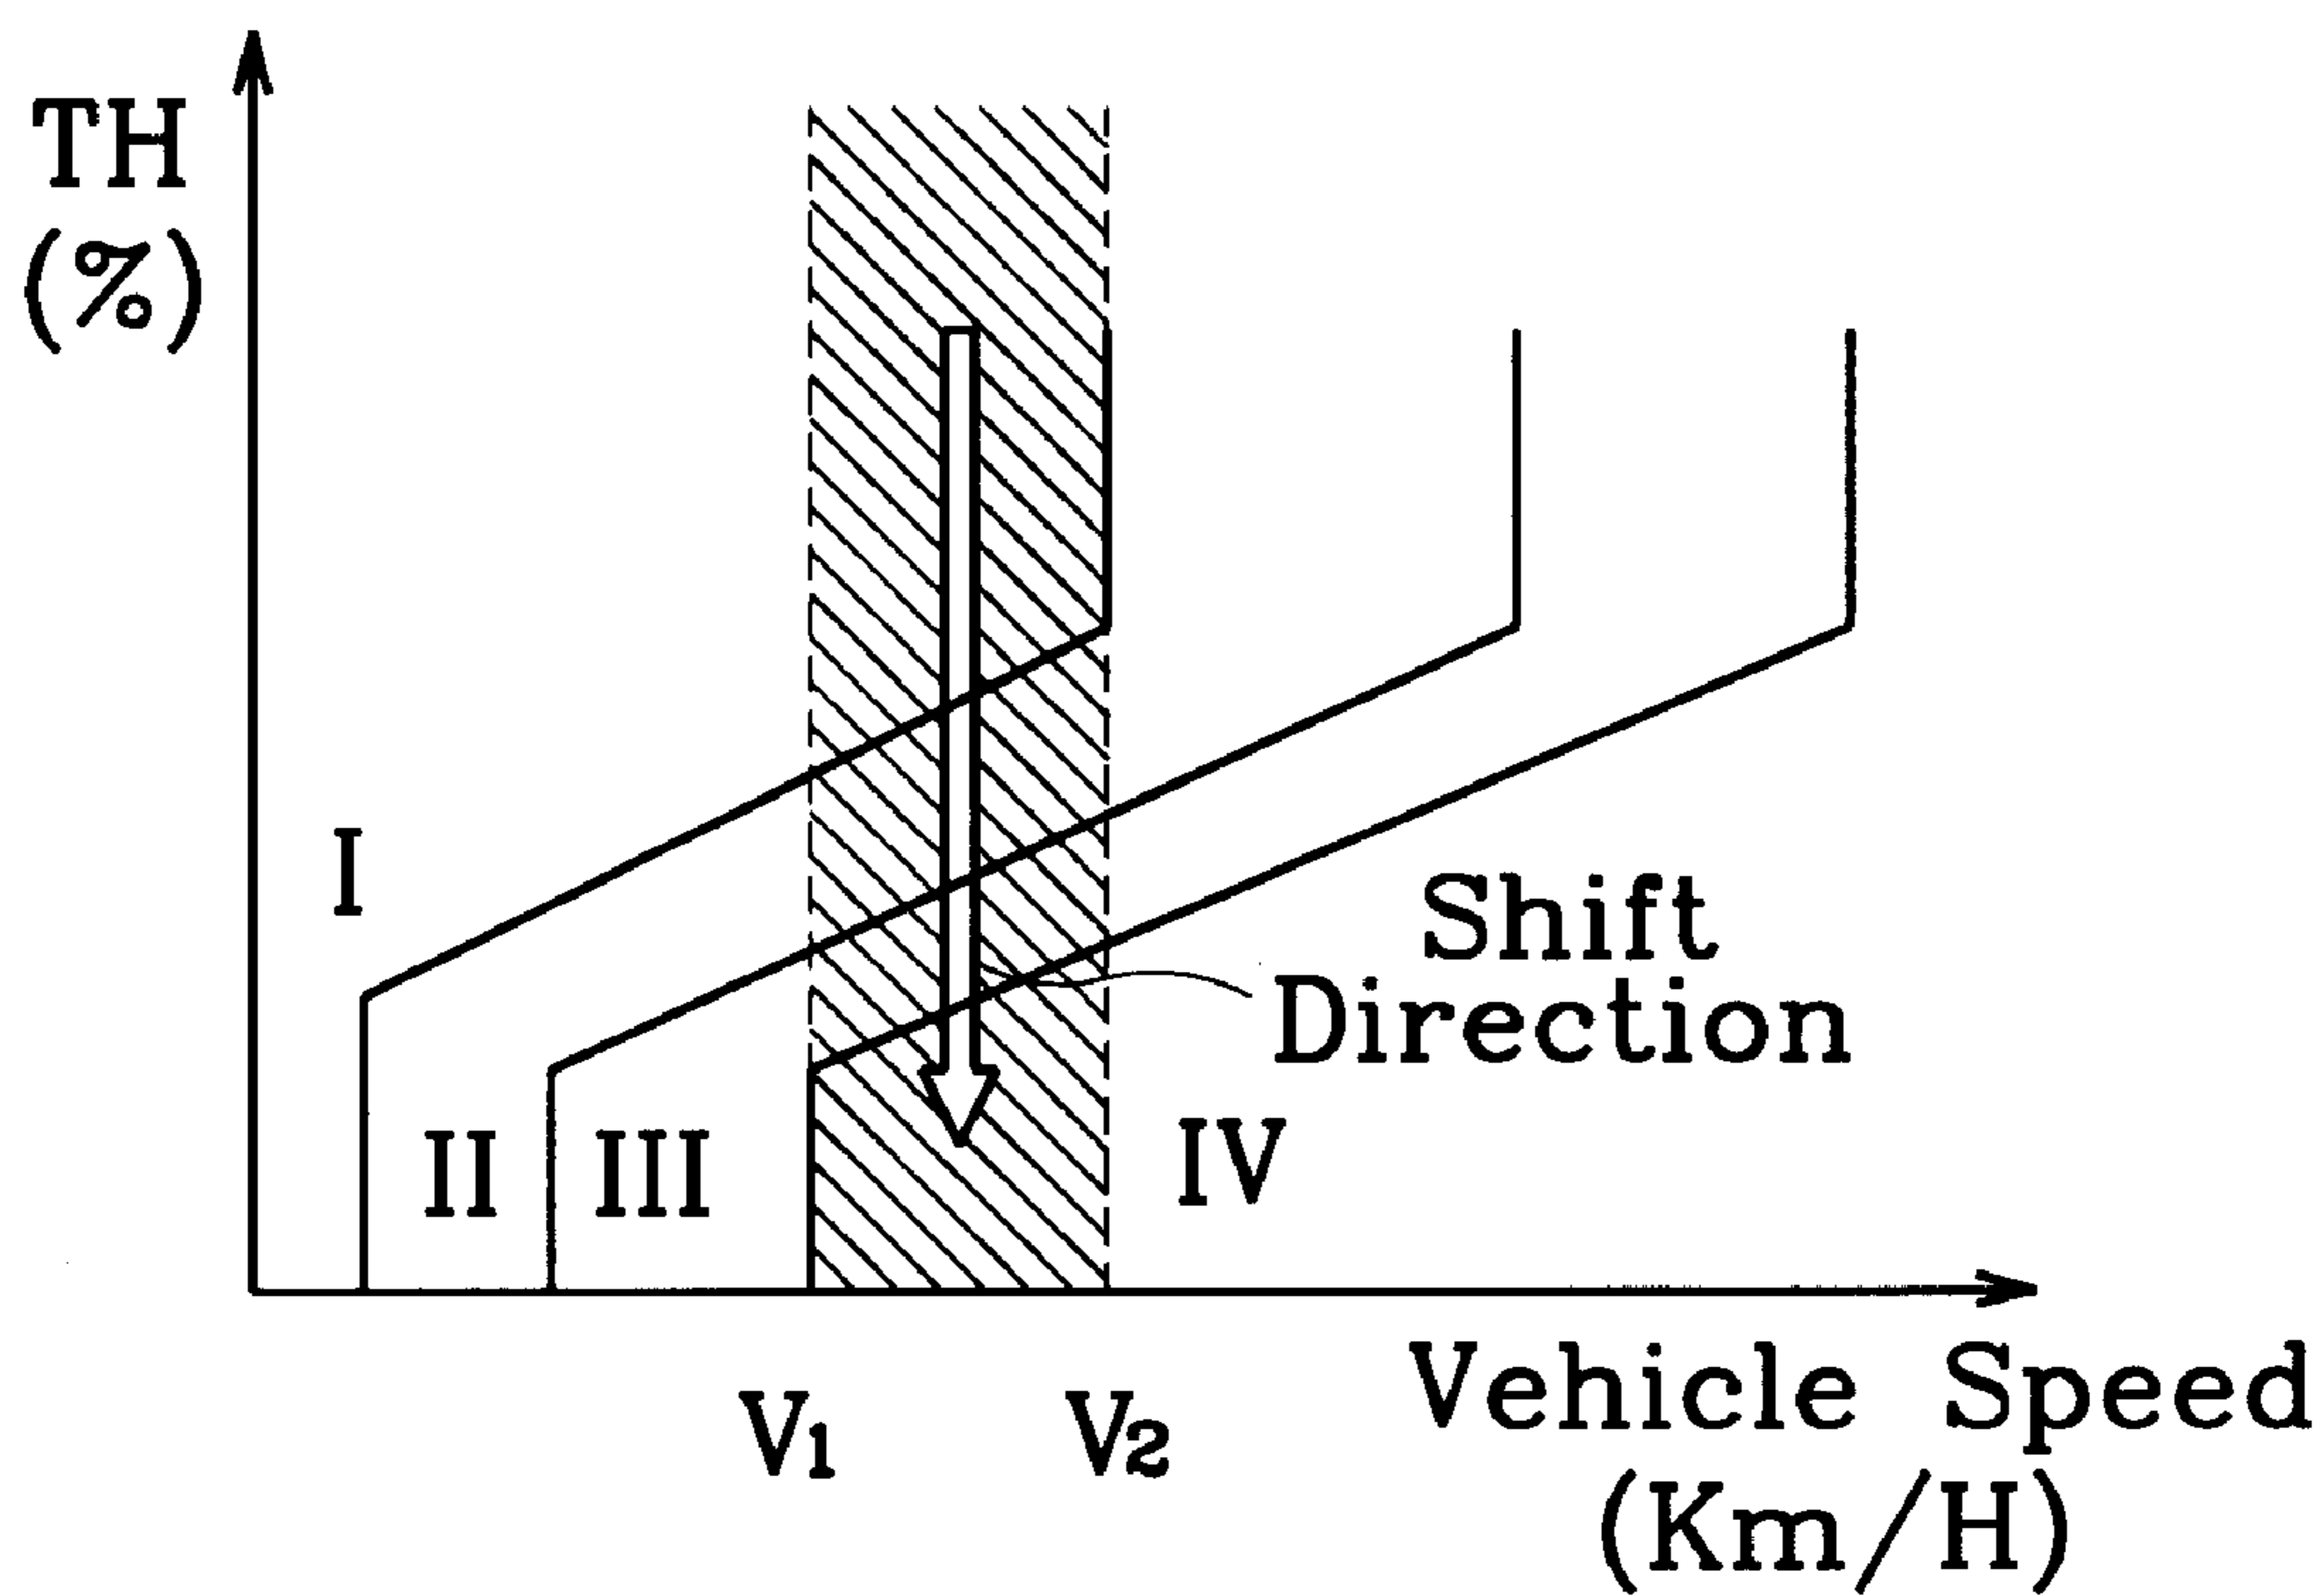 TH
(%)
I
Shift
Direction
II
III
IV
V1
V2
Vehicle Speed
(Km/H)